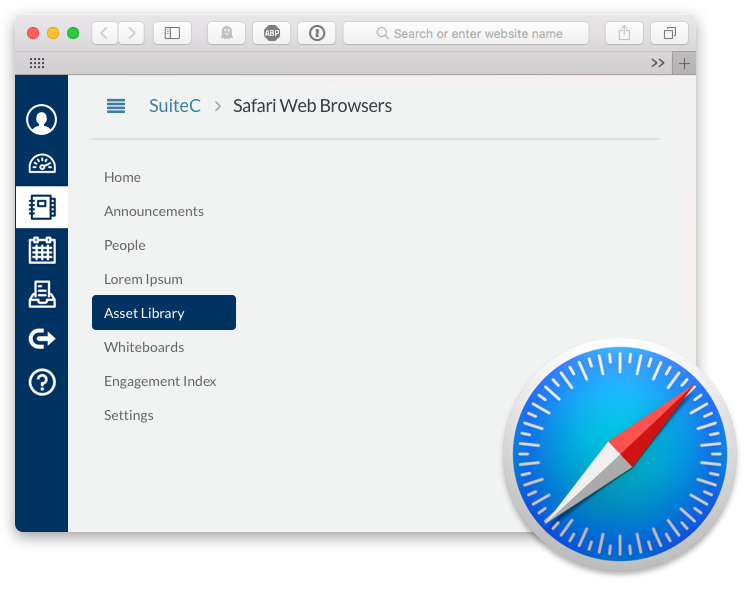 Search or enter website name
ABP
SuiteC > Safari Web Browsers
Home
Announcements
People
Lorem Ipsum
Asset Library
Whiteboards
Engagement Index
Settings